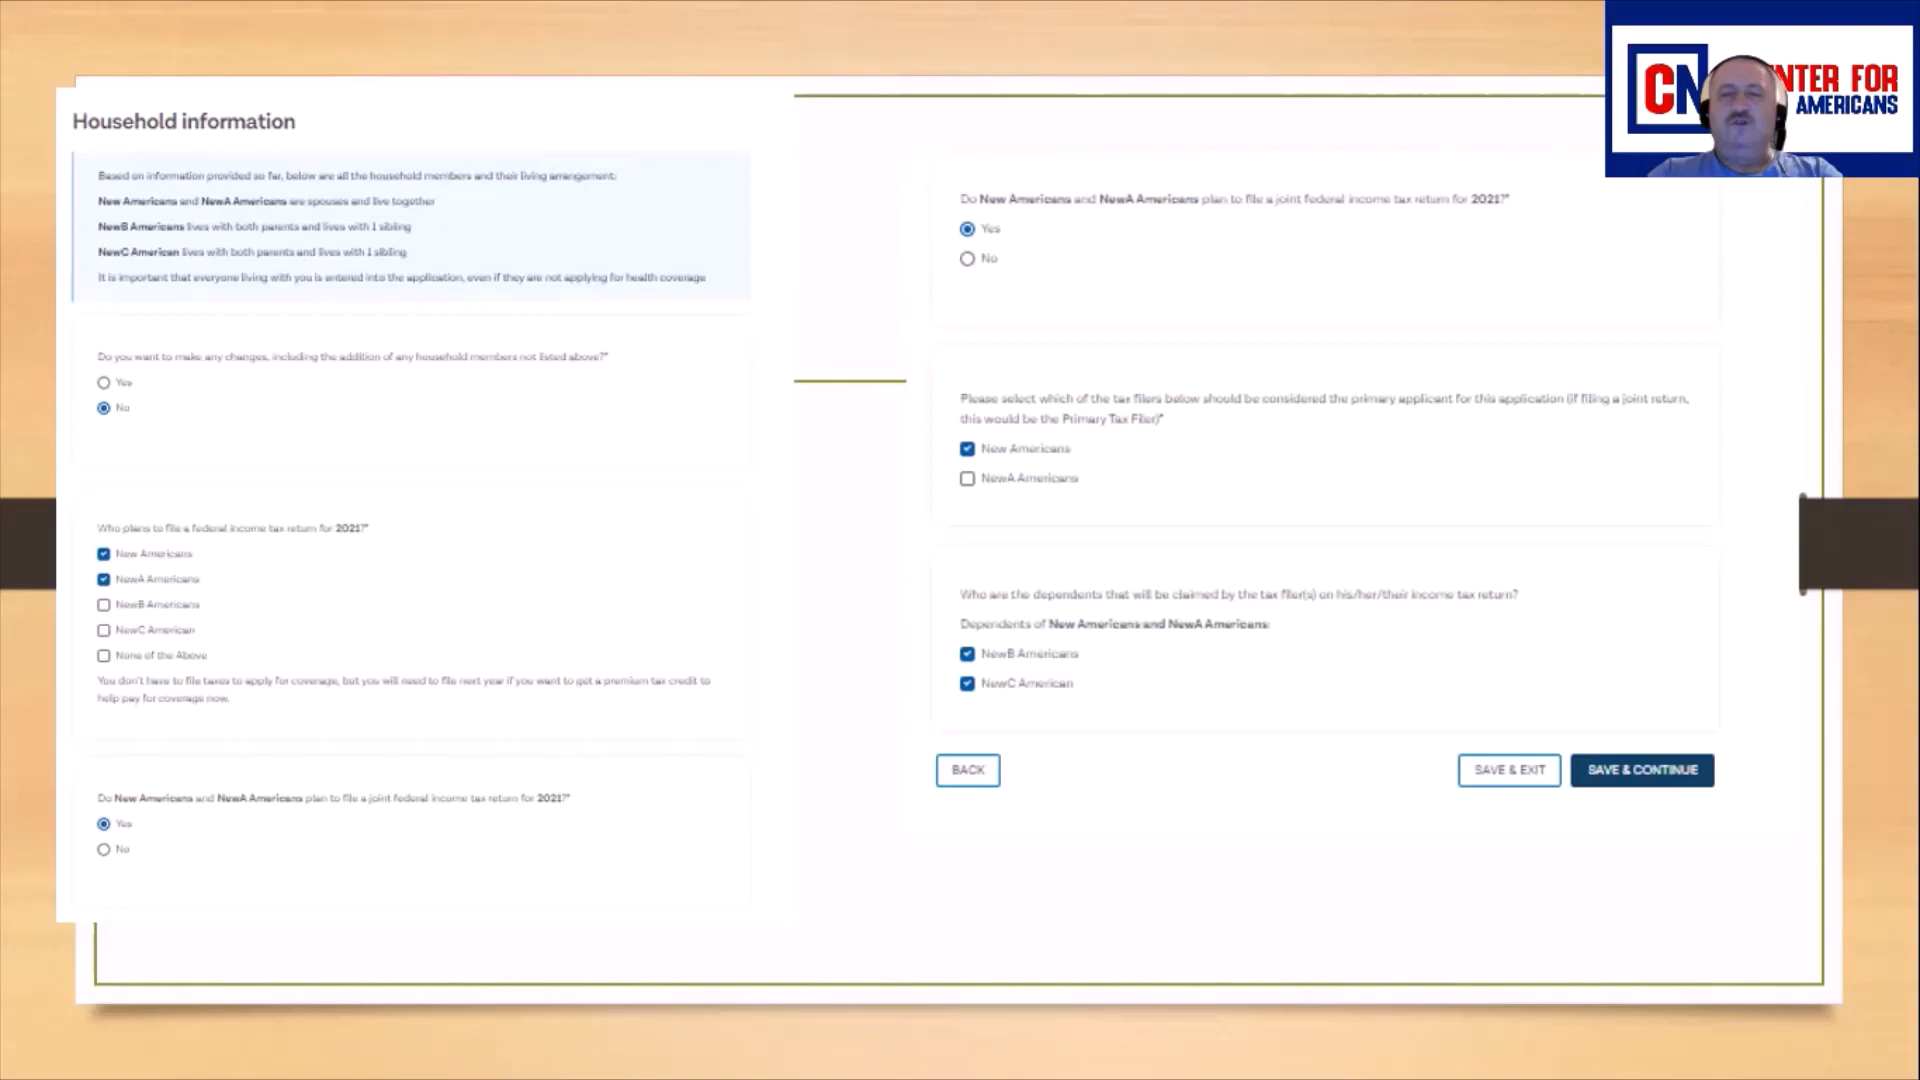 Household information
Based on information provided so far, below are all the household members and their living arrangement:
New Americans and NewA Americans are spouses and live together
NewB Americans lives with both parents and lives with 1 sibling
NewC American lives with both parents and lives with 1 sibling
It is important that everyone living with you is entered into the application, even if they are not applying for health coverage
Do you want to make any changes, including the addition of any household members not listed above?*
Yes
No
Who plans to file a federal income tax return for 2021?*
New Americans
NewA Americans
NewB Americans
NewC American
None of the Above
You don't have to file taxes to apply for coverage, but you will need to file next year if you want to get a premium tax credit to
help pay for coverage now.
Do New Americans and NewA Americans plan to file a joint federal income tax return for 2021?*
Yes
No
Do New Americans and NewA Americans plan to file a joint federal income tax return for 2021?*
Yes
No
Please select which of the tax filers below should be considered the primary applicant for this application (if filing a joint return,
this would be the Primary Tax Filer)*
New Americans
NewA Americans
Who are the dependents that will be claimed by the tax filer(s) on his/her/their income tax return?
Dependents of New Americans and NewA Americans:
NewB Americans
NewC American
BACK
SAVE & EXIT
SAVE & CONTINUE
CN
NTER FOR
AMERICANS